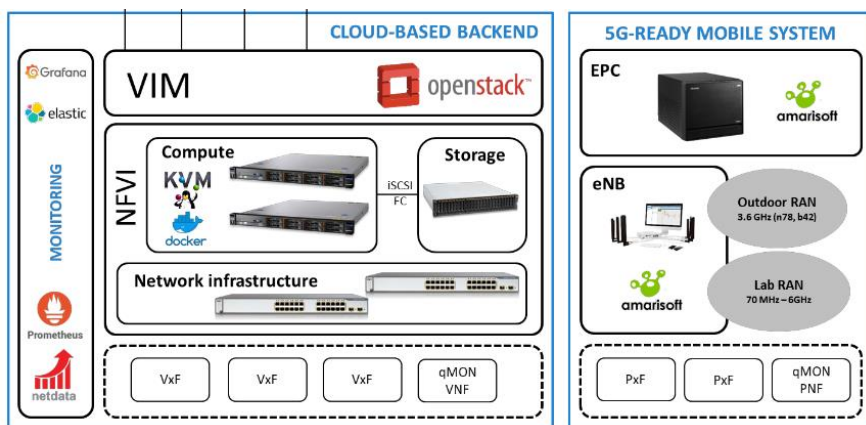 CLOUD-BASED BACKEND
Grafana
elastic
MONITORING
Prometheus
netdata
VIM
openstack™
NFVI
Compute
KVM
docker
iSCSI
FC
Storage
Network infrastructure
VxF
VxF
VxF
qMON
VNF
5G-READY MOBILE SYSTEM
EPC
amarisoft
eNB
amarisoft
Outdoor RAN
3.6 GHz (n78, b42)
Lab RAN
70 MHz – 6GHz
PxF
PxF
qMON
PNF